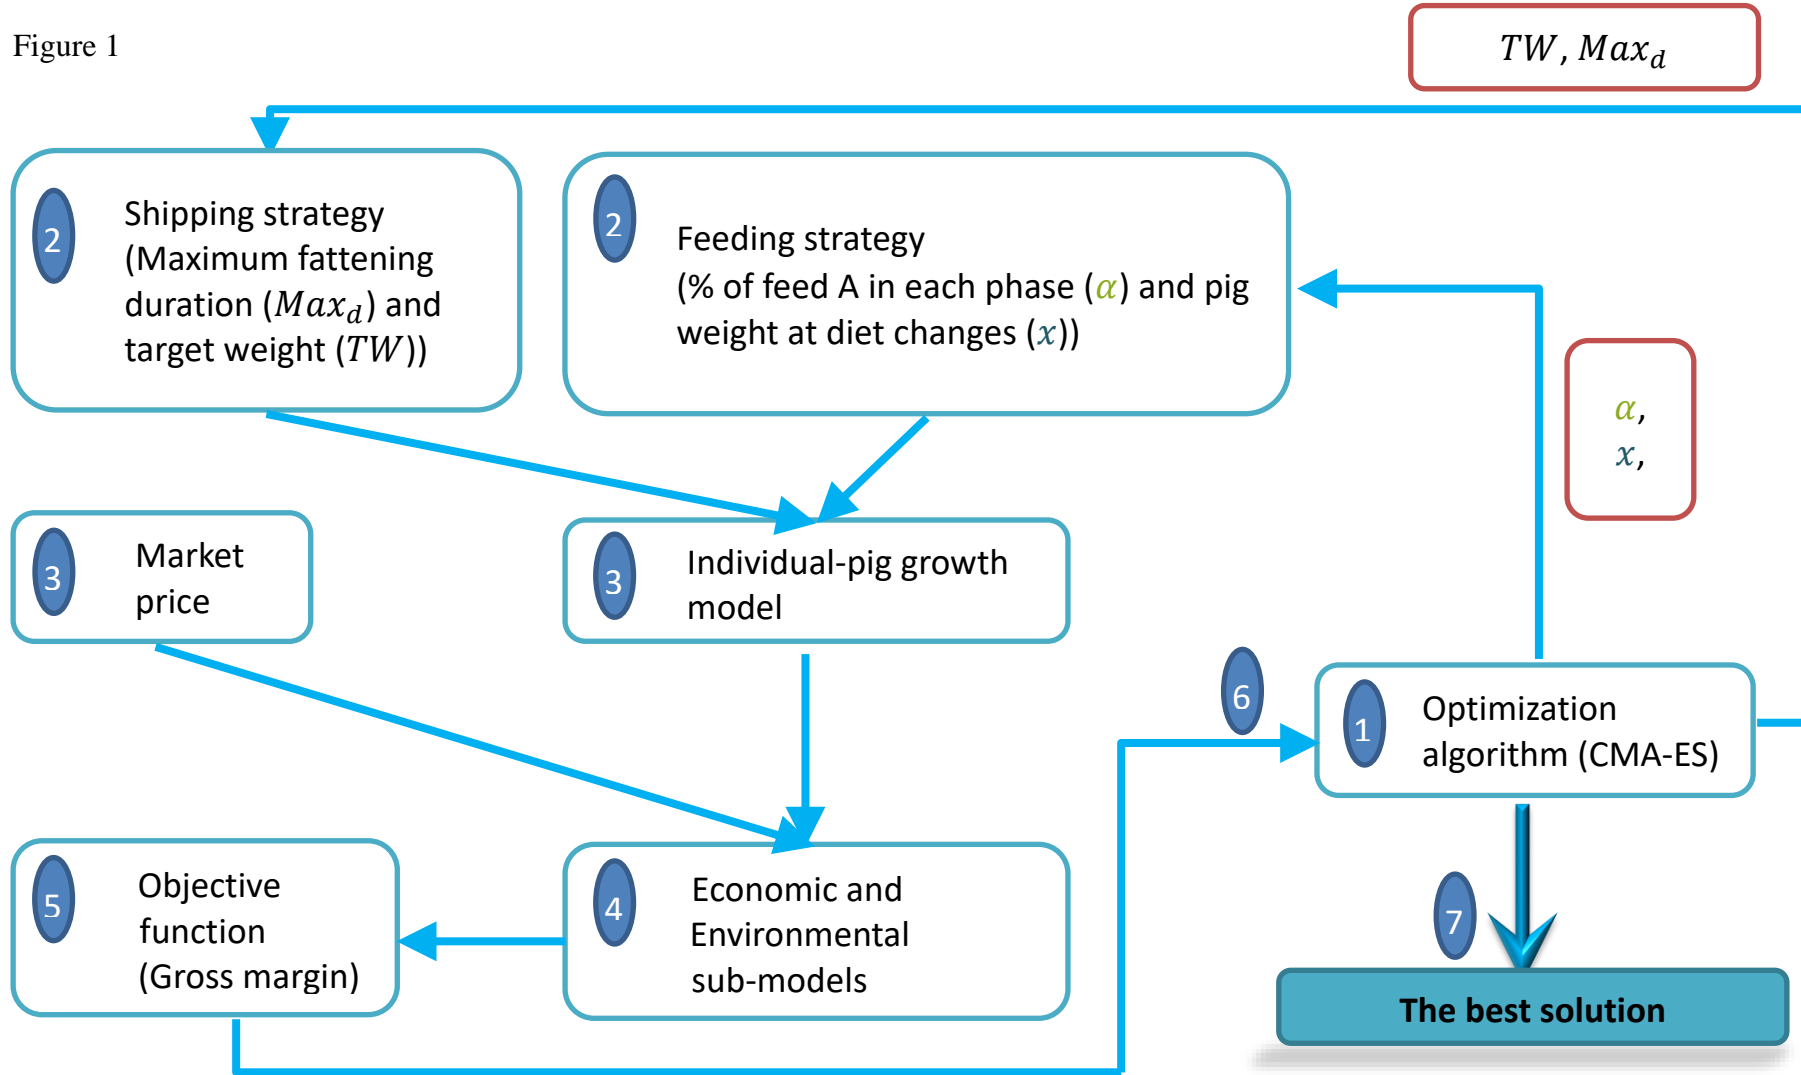 Figure 1
TW, Max_d
2
Shipping strategy
(Maximum fattening
duration (Max_d) and
target weight (TW))
2
Feeding strategy
(% of feed A in each phase (α) and pig
weight at diet changes (x))
α,
x,
3
Market
price
3
Individual-pig growth
model
6
1
Optimization
algorithm (CMA-ES)
5
Objective
function
(Gross margin)
4
Economic and
Environmental
sub-models
7
The best solution